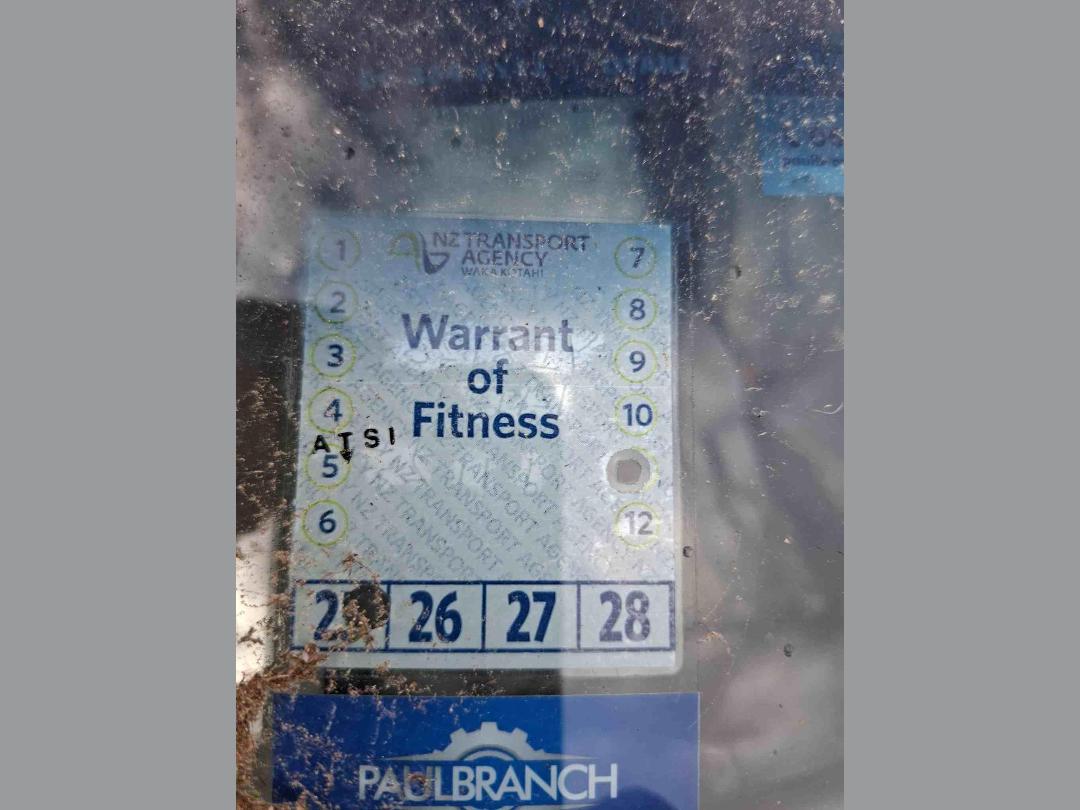 1
2
3
4
ATSI
5
6
NZ TRANSPORT
AGENCY
WAKA KOTAHI
Warrant
of
Fitness
7
8
9
10
12
26 27 28
PAULBRANCH